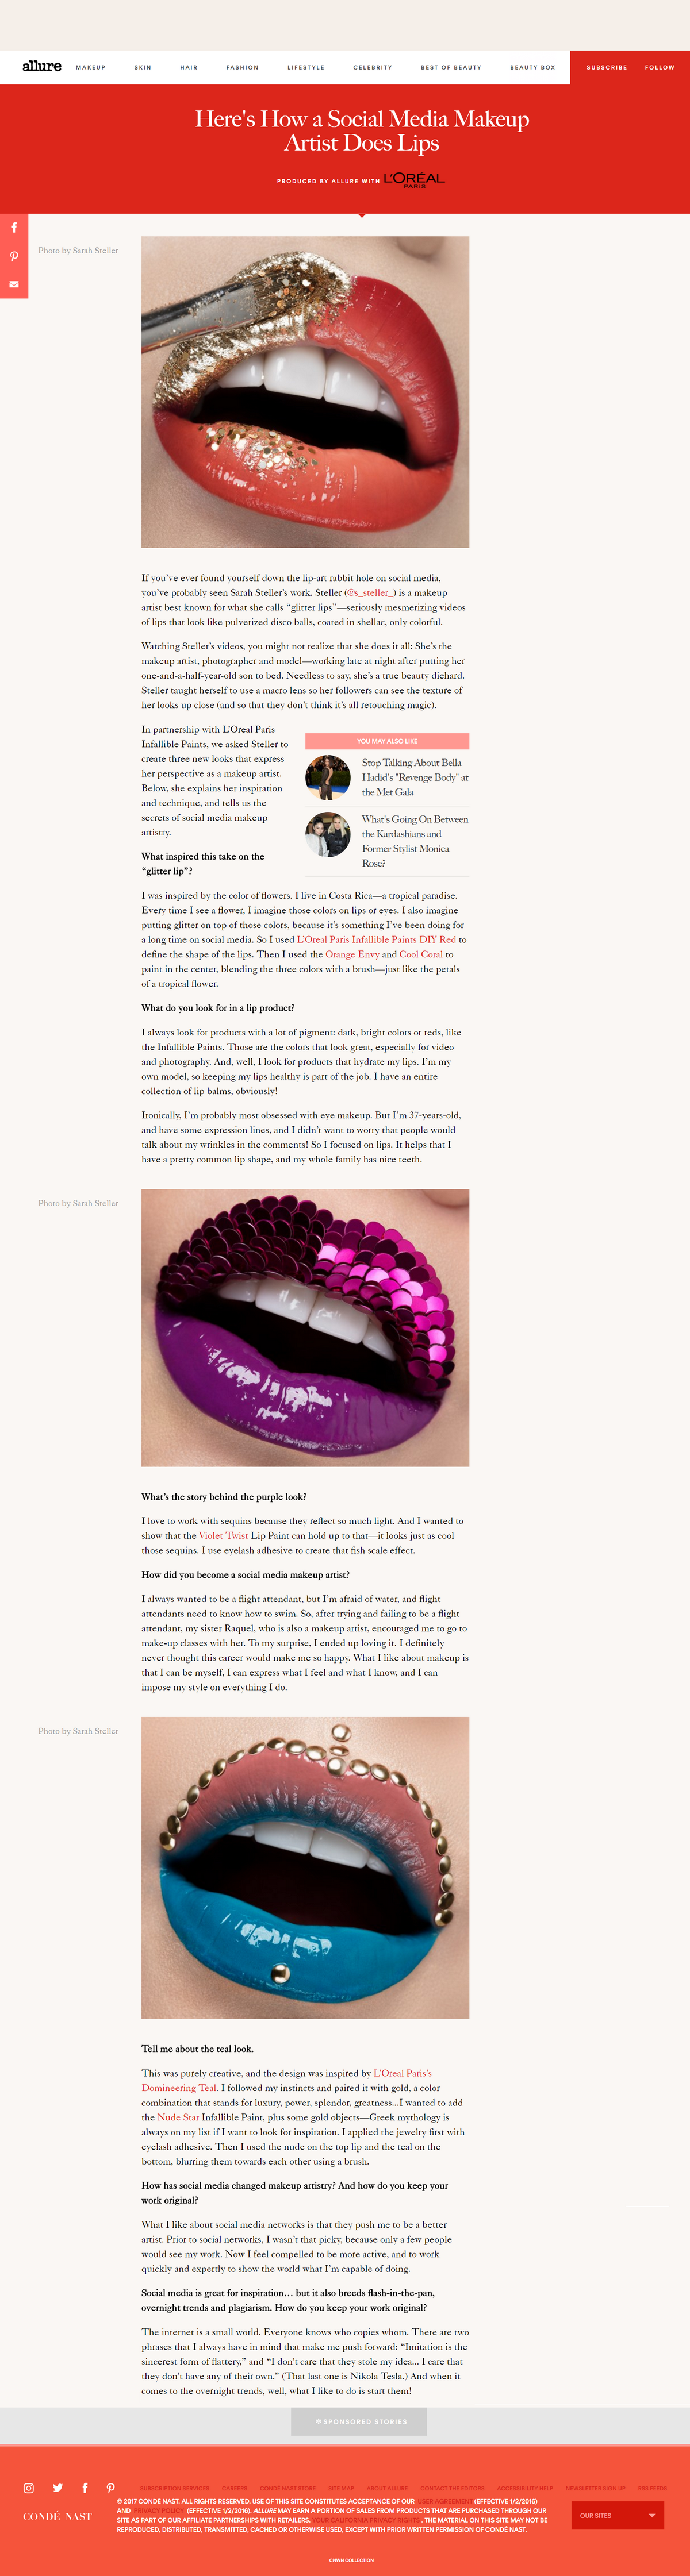 allure
MAKEUP
SKIN
HAIR
FASHION
LIFESTYLE
CELEBRITY
BEST OF BEAUTY
BEAUTY BOX
SUBSCRIBE
FOLLOW
Here's How a Social Media Makeup
Artist Does Lips
PRODUCED BY ALLURE WITH L'ORÉAL
PARIS
Photo by Sarah Steller
If you've ever found yourself down the lip-art rabbit hole on social media,
you've probably seen Sarah Steller's work. Steller (@s_steller_) is a makeup
artist best known for what she calls “glitter lips”—seriously mesmerizing videos
of lips that look like pulverized disco balls, coated in shellac, only colorful.
Watching Steller's videos, you might not realize that she does it all: She's the
makeup artist, photographer and model—working late at night after putting her
one-and-a-half-year-old son to bed. Needless to say, she's a true beauty diehard.
Steller taught herself to use a macro lens so her followers can see the texture of
her looks up close (and so that they don't think it's all retouching magic).
In partnership with L'Oreal Paris
Infallible Paints, we asked Steller to
create three new looks that express
her perspective as a makeup artist.
Below, she explains her inspiration
and technique, and tells us the
secrets of social media makeup
artistry.
YOU MAY ALSO LIKE
Stop Talking About Bella
Hadid's "Revenge Body" at
the Met Gala
What's Going On Between
the Kardashians and
Former Stylist Monica
Rose?
What inspired this take on the
“glitter lip”?
I was inspired by the color of flowers. I live in Costa Rica—a tropical paradise.
Every time I see a flower, I imagine those colors on lips or eyes. I also imagine
putting glitter on top of those colors, because it's something I've been doing for
a long time on social media. So I used L'Oreal Paris Infallible Paints DIY Red to
define the shape of the lips. Then I used the Orange Envy and Cool Coral to
paint in the center, blending the three colors with a brush—just like the petals
of a tropical flower.
What do you look for in a lip product?
I always look for products with a lot of pigment: dark, bright colors or reds, like
the Infallible Paints. Those are the colors that look great, especially for video
and photography. And, well, I look for products that hydrate my lips. I'm my
own model, so keeping my lips healthy is part of the job. I have an entire
collection of lip balms, obviously!
Ironically, I'm probably most obsessed with eye makeup. But I'm 37-years-old,
and have some expression lines, and I didn't want to worry that people would
talk about my wrinkles in the comments! So I focused on lips. It helps that I
have a pretty common lip shape, and my whole family has nice teeth.
Photo by Sarah Steller
What's the story behind the purple look?
I love to work with sequins because they reflect so much light. And I wanted to
show that the Violet Twist Lip Paint can hold up to that—it looks just as cool
those sequins. I use eyelash adhesive to create that fish scale effect.
How did you become a social media makeup artist?
I always wanted to be a flight attendant, but I'm afraid of water, and flight
attendants need to know how to swim. So, after trying and failing to be a flight
attendant, my sister Raquel, who is also a makeup artist, encouraged me to go to
make-up classes with her. To my surprise, I ended up loving it. I definitely
never thought this career would make me so happy. What I like about makeup is
that I can be myself, I can express what I feel and what I know, and I can
impose my style on everything I do.
Photo by Sarah Steller
Tell me about the teal look.
This was purely creative, and the design was inspired by L'Oreal Paris's
Domineering Teal. I followed my instincts and paired it with gold, a color
combination that stands for luxury, power, splendor, greatness...I wanted to add
the Nude Star Infallible Paint, plus some gold objects—Greek mythology is
always on my list if I want to look for inspiration. I applied the jewelry first with
eyelash adhesive. Then I used the nude on the top lip and the teal on the
bottom, blurring them towards each other using a brush.
How has social media changed makeup artistry? And how do you keep your
work original?
What I like about social media networks is that they push me to be a better
artist. Prior to social networks, I wasn't that picky, because only a few people
would see my work. Now I feel compelled to be more active, and to work
quickly and expertly to show the world what I'm capable of doing.
Social media is great for inspiration… but it also breeds flash-in-the-pan,
overnight trends and plagiarism. How do you keep your work original?
The internet is a small world. Everyone knows who copies whom. There are two
phrases that I always have in mind that make me push forward: “Imitation is the
sincerest form of flattery,” and “I don't care that they stole my idea... I care that
they don't have any of their own.” (That last one is Nikola Tesla.) And when it
comes to the overnight trends, well, what I like to do is start them!
SPONSORED STORIES
SUBSCRIPTION SERVICES
CAREERS
CONDÉ NAST STORE
SITE MAP
ABOUT ALLURE
CONTACT THE EDITORS
ACCESSIBILITY HELP
NEWSLETTER SIGN UP
RSS FEEDS
CONDÉ NAST
© 2017 CONDÉ NAST. ALL RIGHTS RESERVED. USE OF THIS SITE CONSTITUTES ACCEPTANCE OF OUR USER AGREEMENT (EFFECTIVE 1/2/2016)
AND PRIVACY POLICY (EFFECTIVE 1/2/2016). ALLURE MAY EARN A PORTION OF SALES FROM PRODUCTS THAT ARE PURCHASED THROUGH OUR
SITE AS PART OF OUR AFFILIATE PARTNERSHIPS WITH RETAILERS. YOUR CALIFORNIA PRIVACY RIGHTS. THE MATERIAL ON THIS SITE MAY NOT BE
REPRODUCED, DISTRIBUTED, TRANSMITTED, CACHED OR OTHERWISE USED, EXCEPT WITH PRIOR WRITTEN PERMISSION OF CONDÉ NAST.
OUR SITES
CNWN COLLECTION